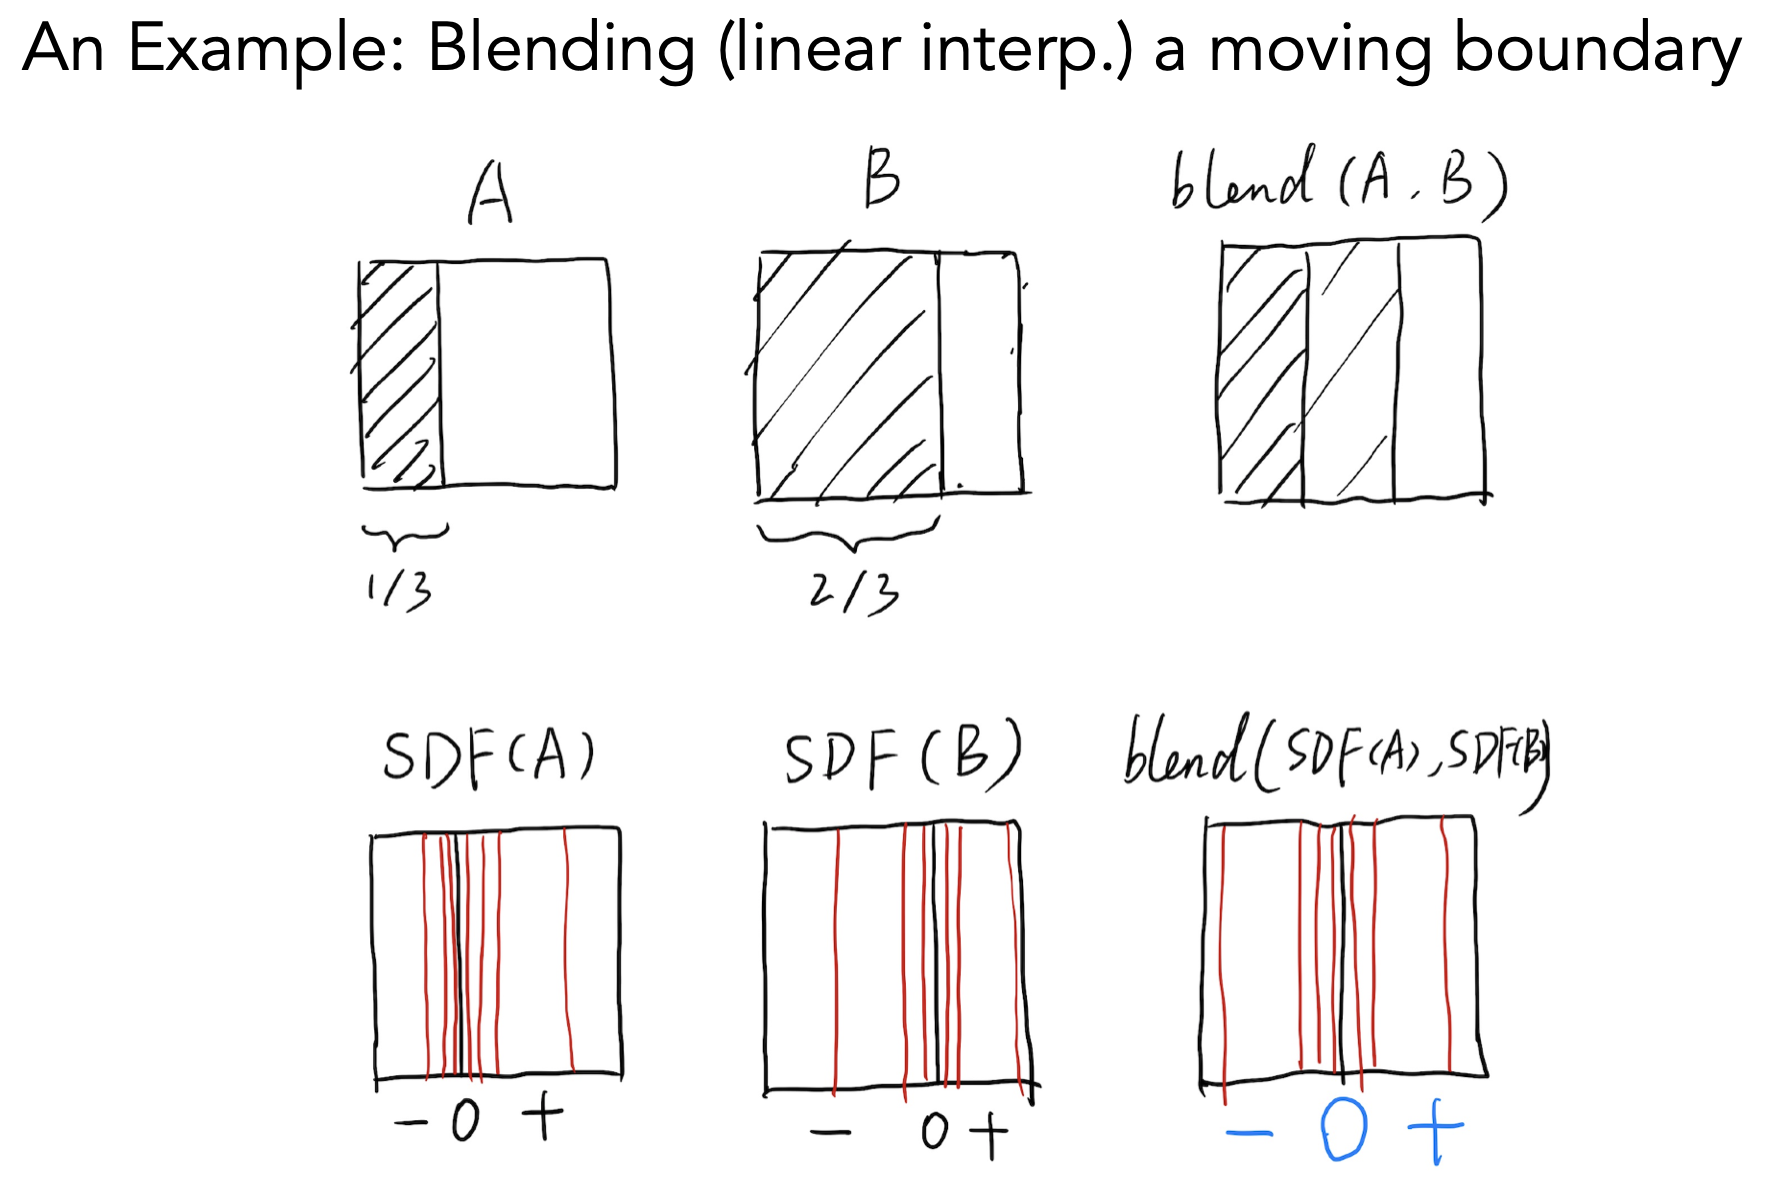 An Example: Blending (linear interp.) a moving boundary
A B blend(A.B)
1/3 2/3
SDF(A) SDF(B) blend(SDF(A),SDF(B)
- 0 + - 0 + - 0 +